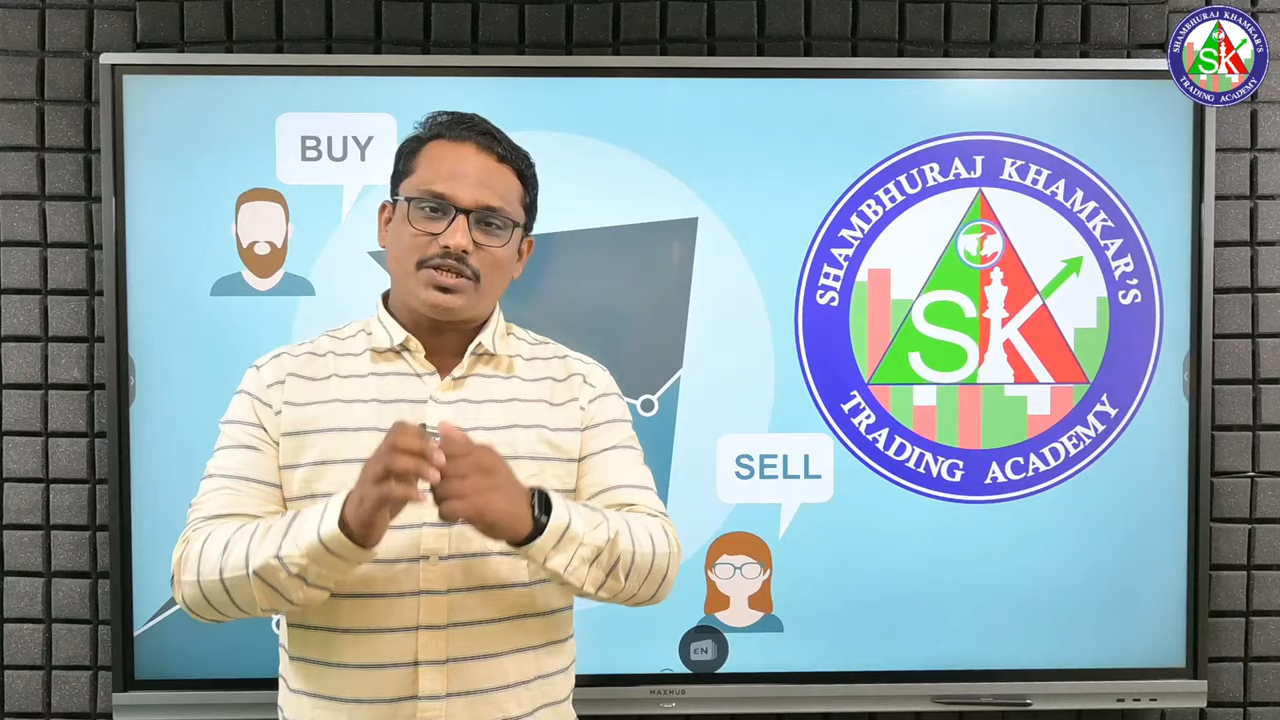 SHAMBHURAJ KHAMKAR'S
SK
TRADING ACADEMY
BUY
SHAMBHURAJ KHAMKAR'S
SK
TRADING ACADEMY
SELL
EN
MAXHUB